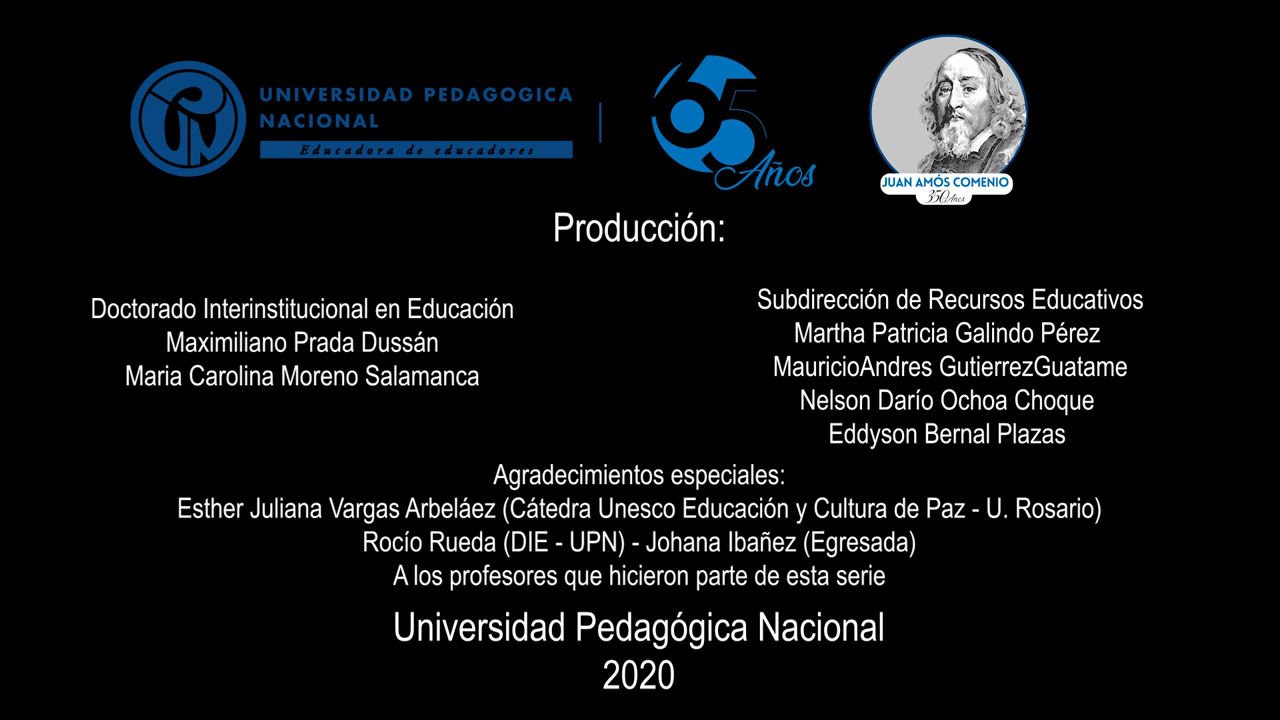 UNIVERSIDAD PEDAGOGICA
NACIONAL
Educadora de educadores
65
Años
JUAN AMÓS COMENIO
350 Años
Producción:
Doctorado Interinstitucional en Educación
Maximiliano Prada Dussán
Maria Carolina Moreno Salamanca
Subdirección de Recursos Educativos
Martha Patricia Galindo Pérez
MauricioAndres GutierrezGuatame
Nelson Darío Ochoa Choque
Eddyson Bernal Plazas
Agradecimientos especiales:
Esther Juliana Vargas Arbeláez (Cátedra Unesco Educación y Cultura de Paz - U. Rosario)
Rocío Rueda (DIE - UPN) - Johana Ibañez (Egresada)
A los profesores que hicieron parte de esta serie
Universidad Pedagógica Nacional
2020